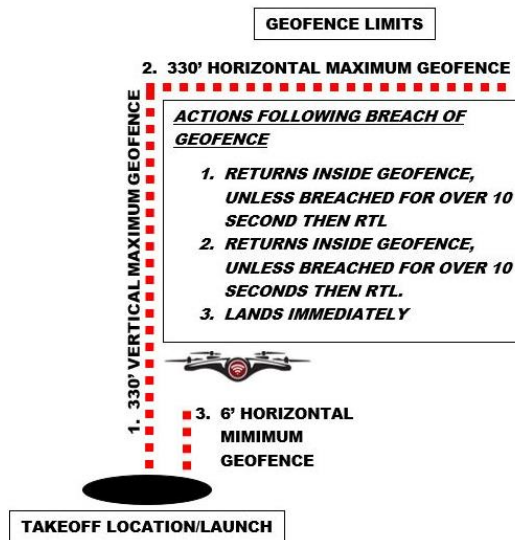 GEOFENCE LIMITS
2. 330' HORIZONTAL MAXIMUM GEOFENCE
1. 330' VERTICAL MAXIMUM GEOFENCE
ACTIONS FOLLOWING BREACH OF
GEOFENCE
1. RETURNS INSIDE GEOFENCE,
UNLESS BREACHED FOR OVER 10
SECOND THEN RTL
2. RETURNS INSIDE GEOFENCE,
UNLESS BREACHED FOR OVER 10
SECONDS THEN RTL.
3. LANDS IMMEDIATELY
3. 6' HORIZONTAL
MIMIMUM
GEOFENCE
TAKEOFF LOCATION/LAUNCH